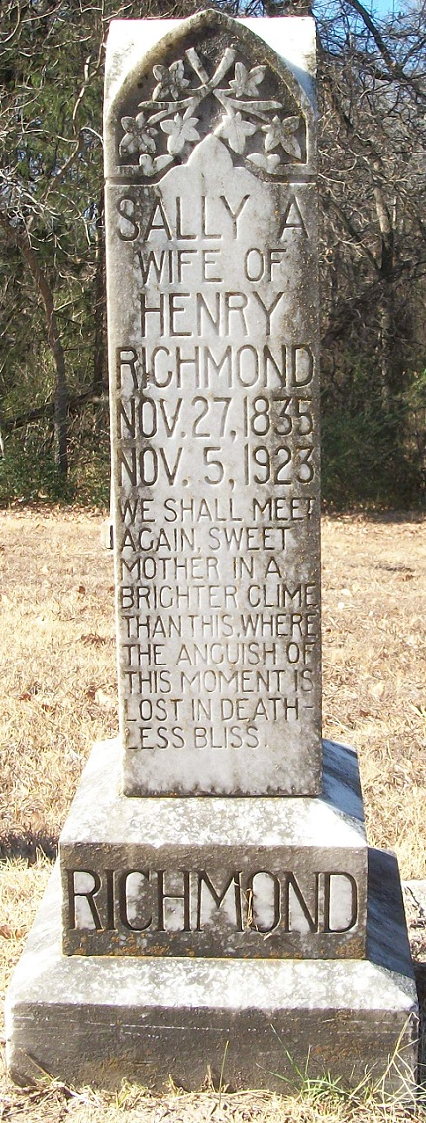 SALLY A
WIFE OF
HENRY
RICHMOND
NOV. 27, 1835
NOV. 5, 1923
WE SHALL MEET
AGAIN, SWEET
MOTHER IN A
BRIGHTER CLIME
THAN THIS, WHERE
THE ANGUISH OF
THIS MOMENT IS
LOST IN DEATH-
LESS BLISS.
RICHMOND